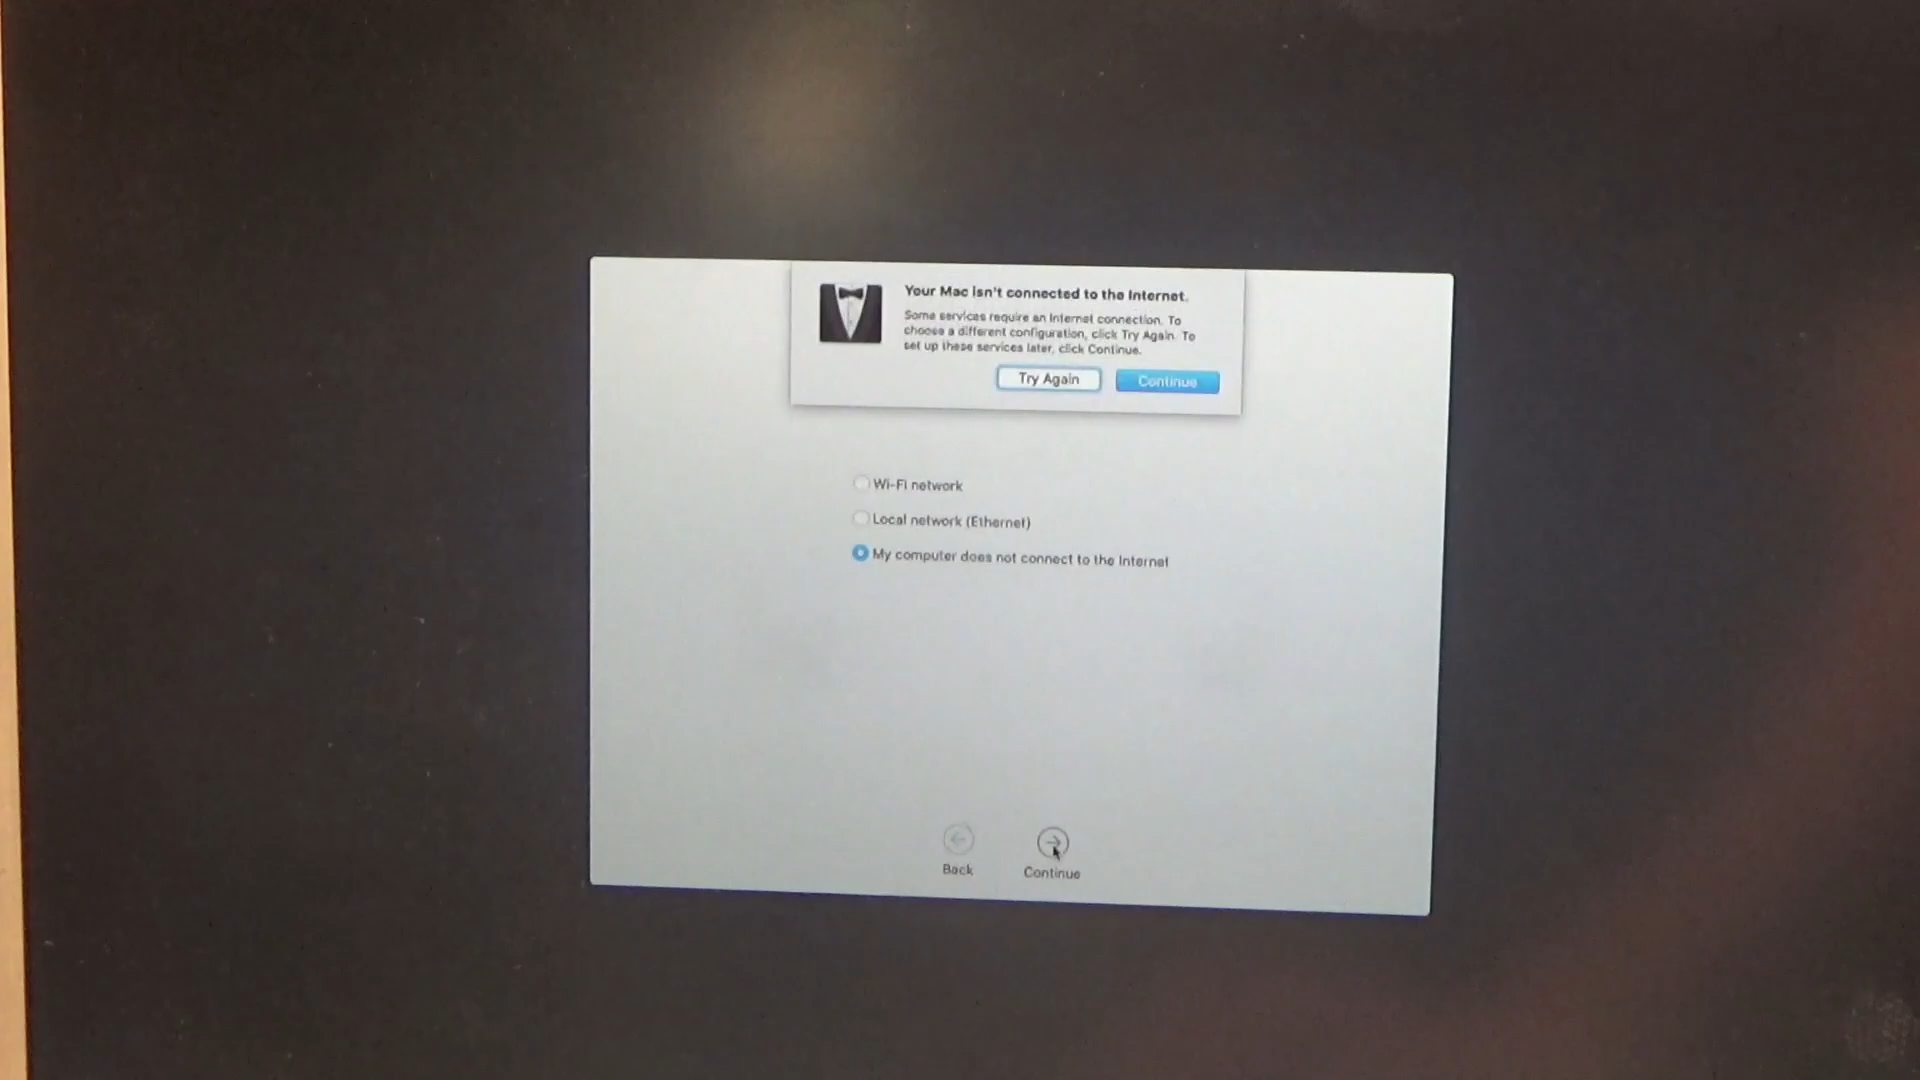 Your Mac isn't connected to the Internet.
Some services require an Internet connection. To
choose a different configuration, click Try Again. To
set up these services later, click Continue.
Try Again
Continue
Wi-Fi network
Local network (Ethernet)
My computer does not connect to the Internet
Back
Continue